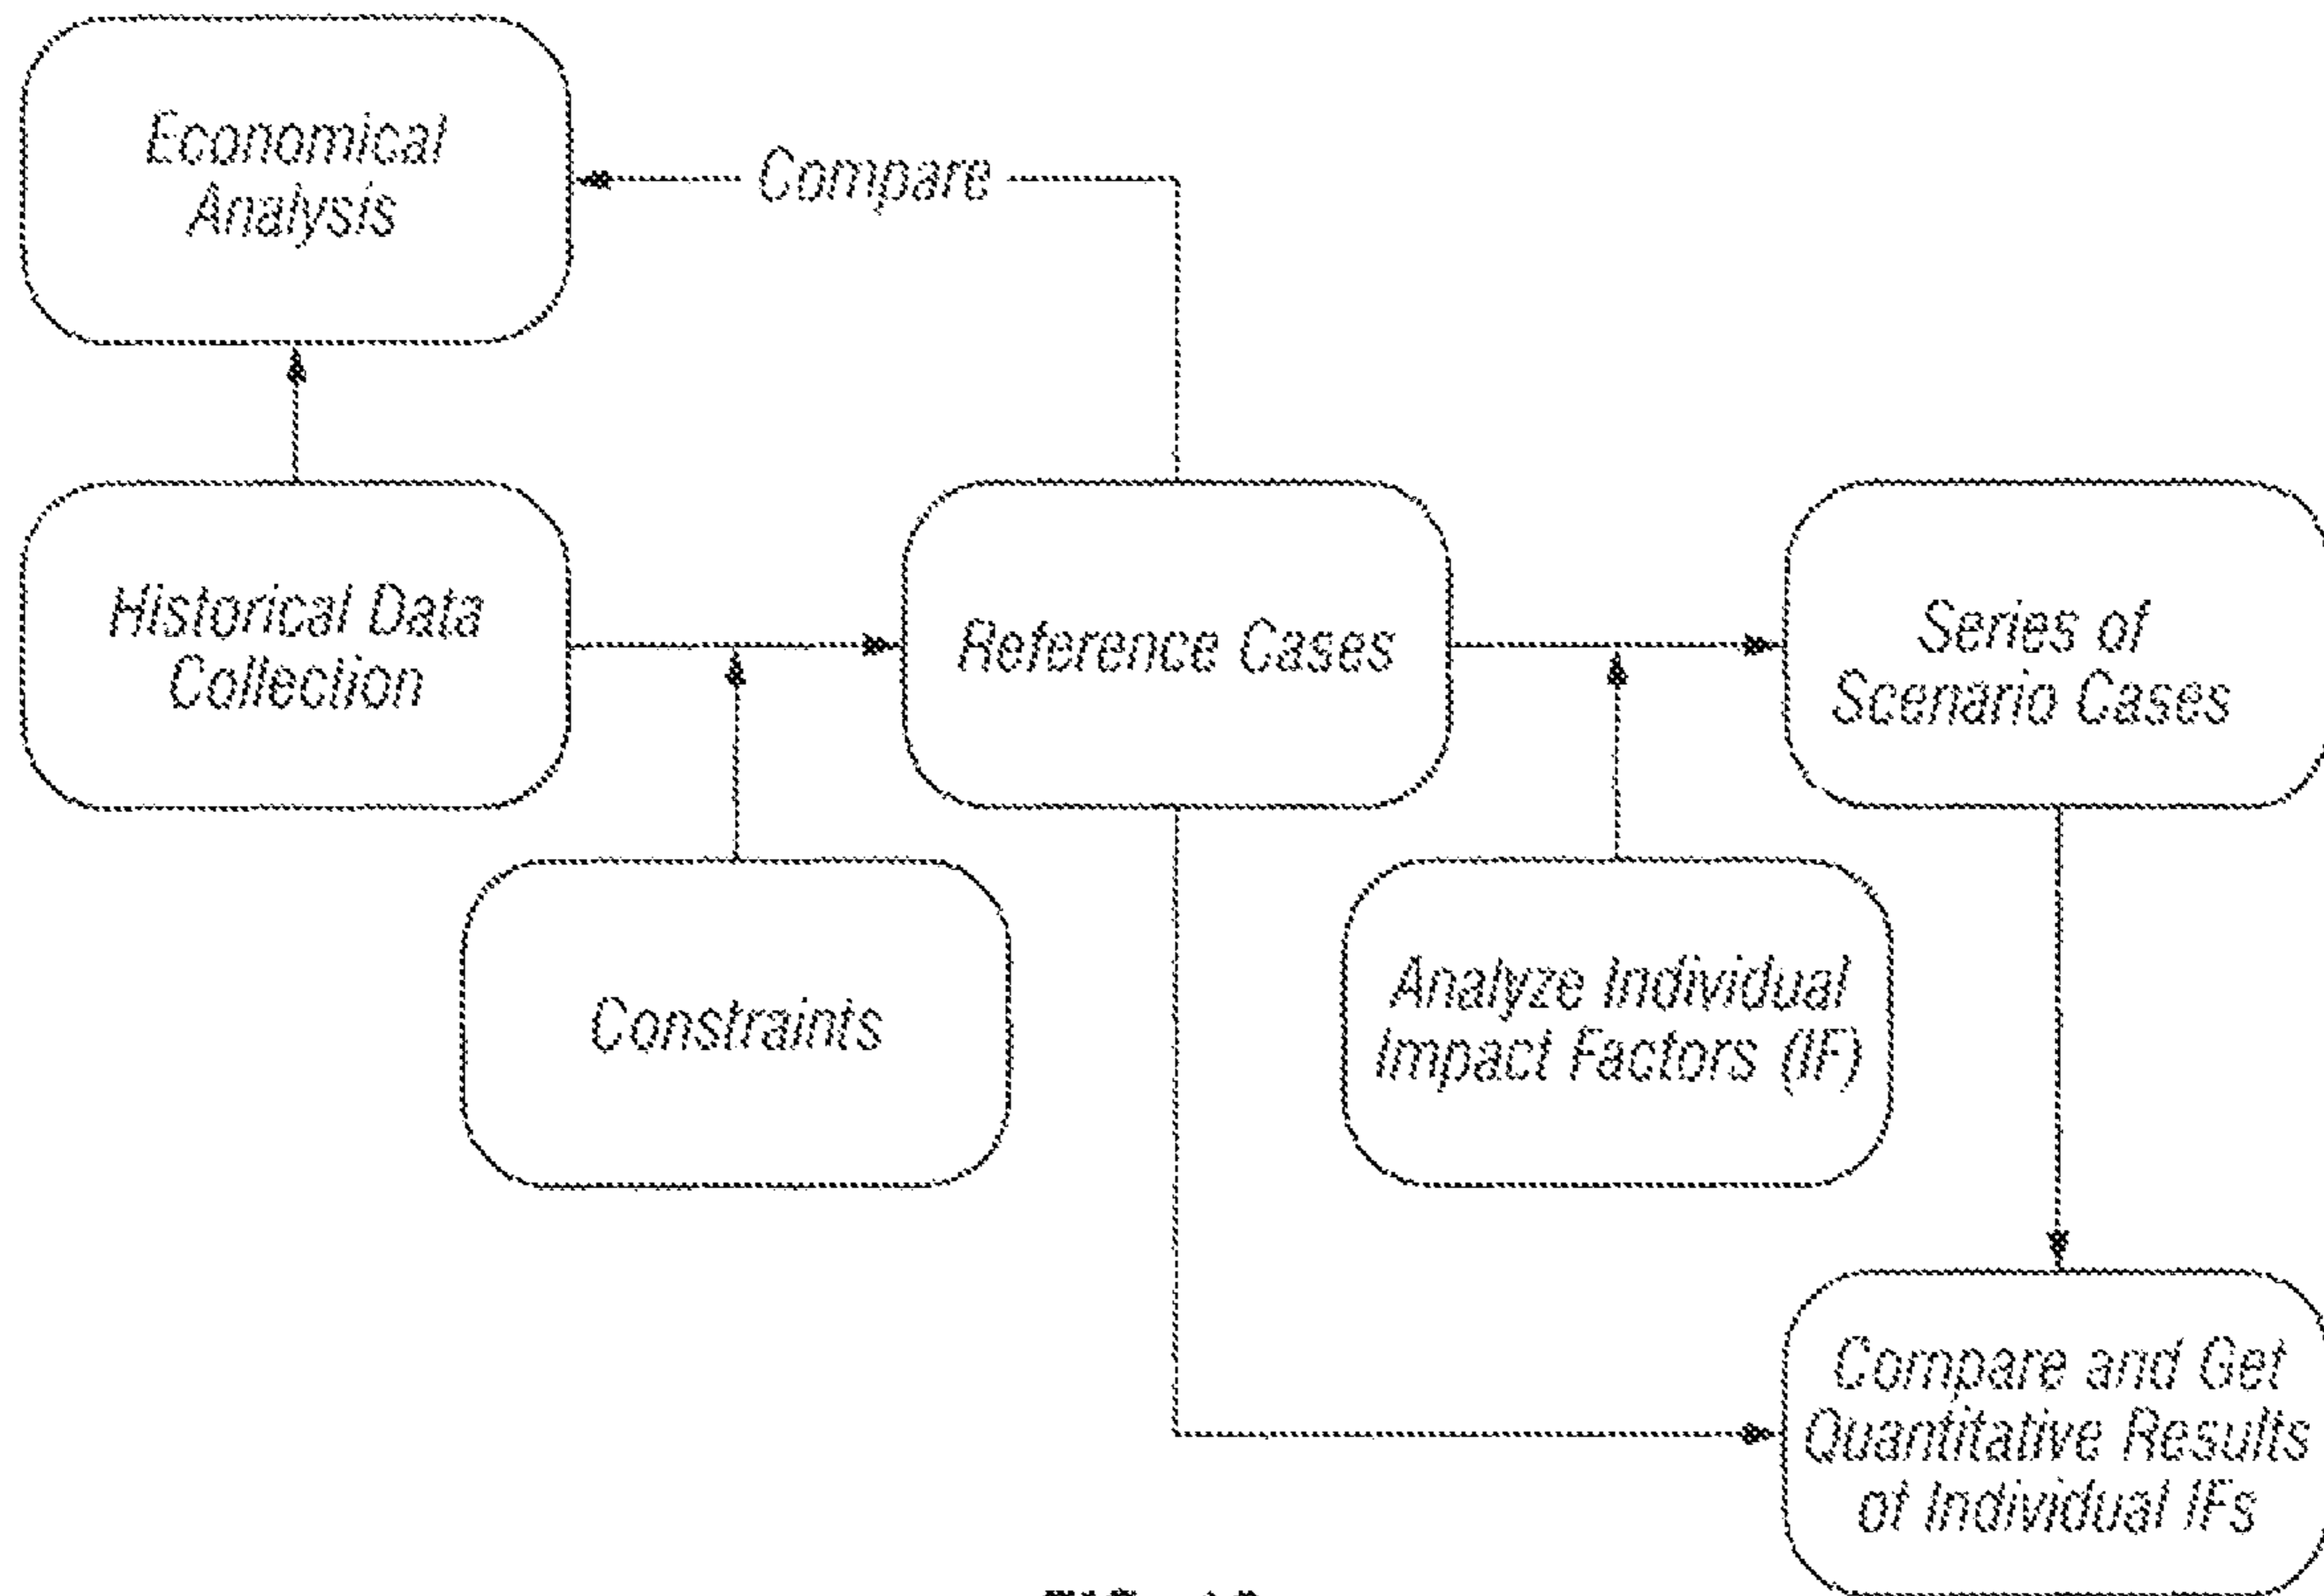 Economical
Analysis
Compare
Historical Data
Collection
Reference Cases
Series of
Scenario Cases
Constraints
Analyze Individual
Impact Factors (IF)
Compare and Get
Quantitative Results
of Individual IFs